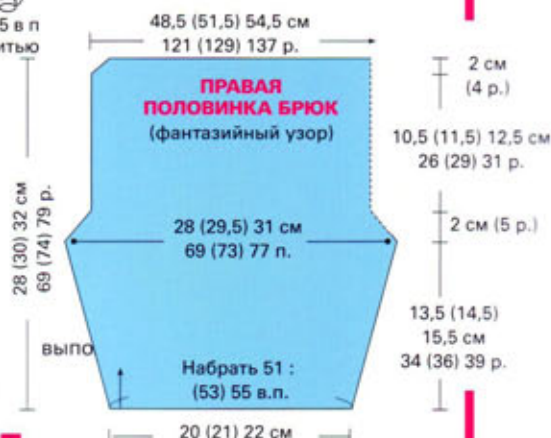 5 в п
итью
48,5 (51,5) 54,5 см
121 (129) 137 р.
ПРАВАЯ
ПОЛОВИНКА БРЮК
(фантазийный узор)
2 см
(4 р.)
10,5 (11,5) 12,5 см
26 (29) 31 р.
28 (30) 32 см
69 (74) 79 р.
28 (29,5) 31 см
69 (73) 77 п.
2 см (5 р.)
13,5 (14,5)
15,5 см
34 (36) 39 р.
выпо
Набрать 51 :
(53) 55 в.п.
20 (21) 22 см